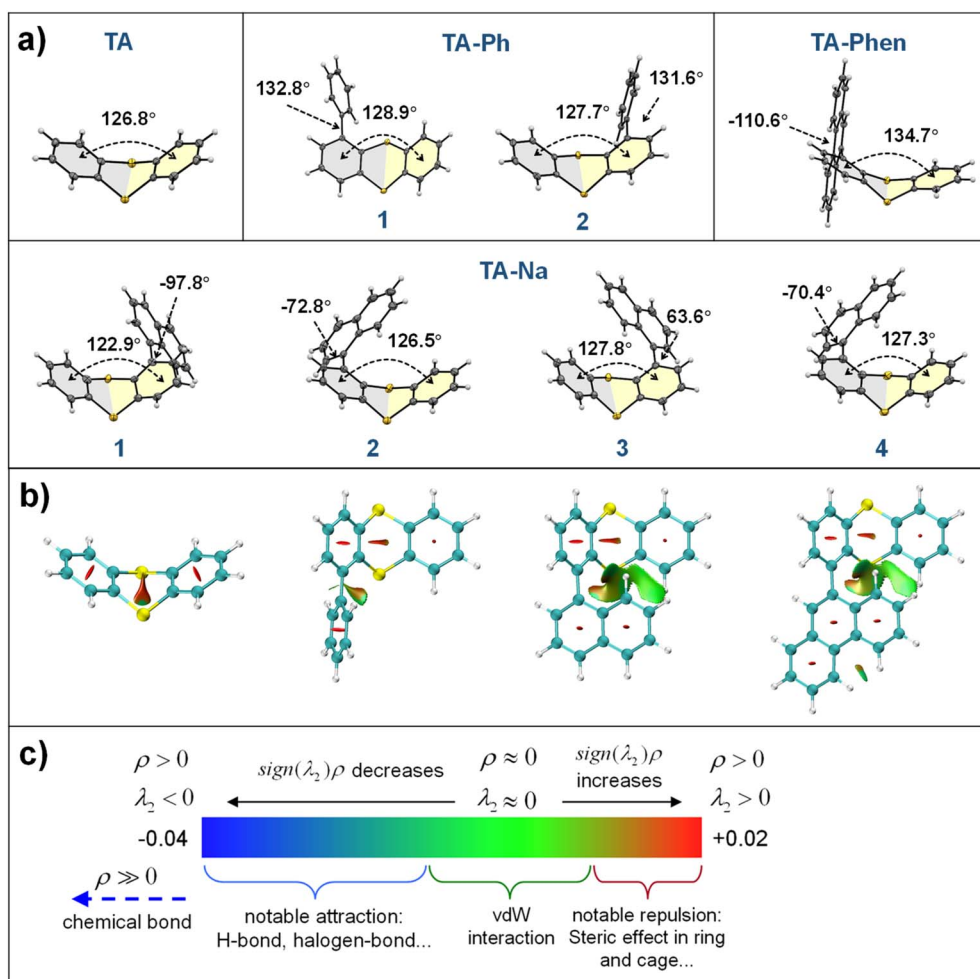 a)
TA
TA-Ph
TA-Phen
126.8°
132.8°
128.9°
127.7°
131.6°
-110.6°
134.7°
1
2
TA-Na
-97.8°
122.9°
-72.8°
126.5°
63.6°
127.8°
-70.4°
127.3°
1
2
3
4
b)
c)
ρ > 0
λ₂ < 0
-0.04
sign(λ₂)ρ decreases
ρ ≈ 0
λ₂ ≈ 0
sign(λ₂)ρ
increases
ρ > 0
λ₂ > 0
+0.02
ρ ≫ 0
chemical bond
notable attraction:
H-bond, halogen-bond...
vdW
interaction
notable repulsion:
Steric effect in ring
and cage...